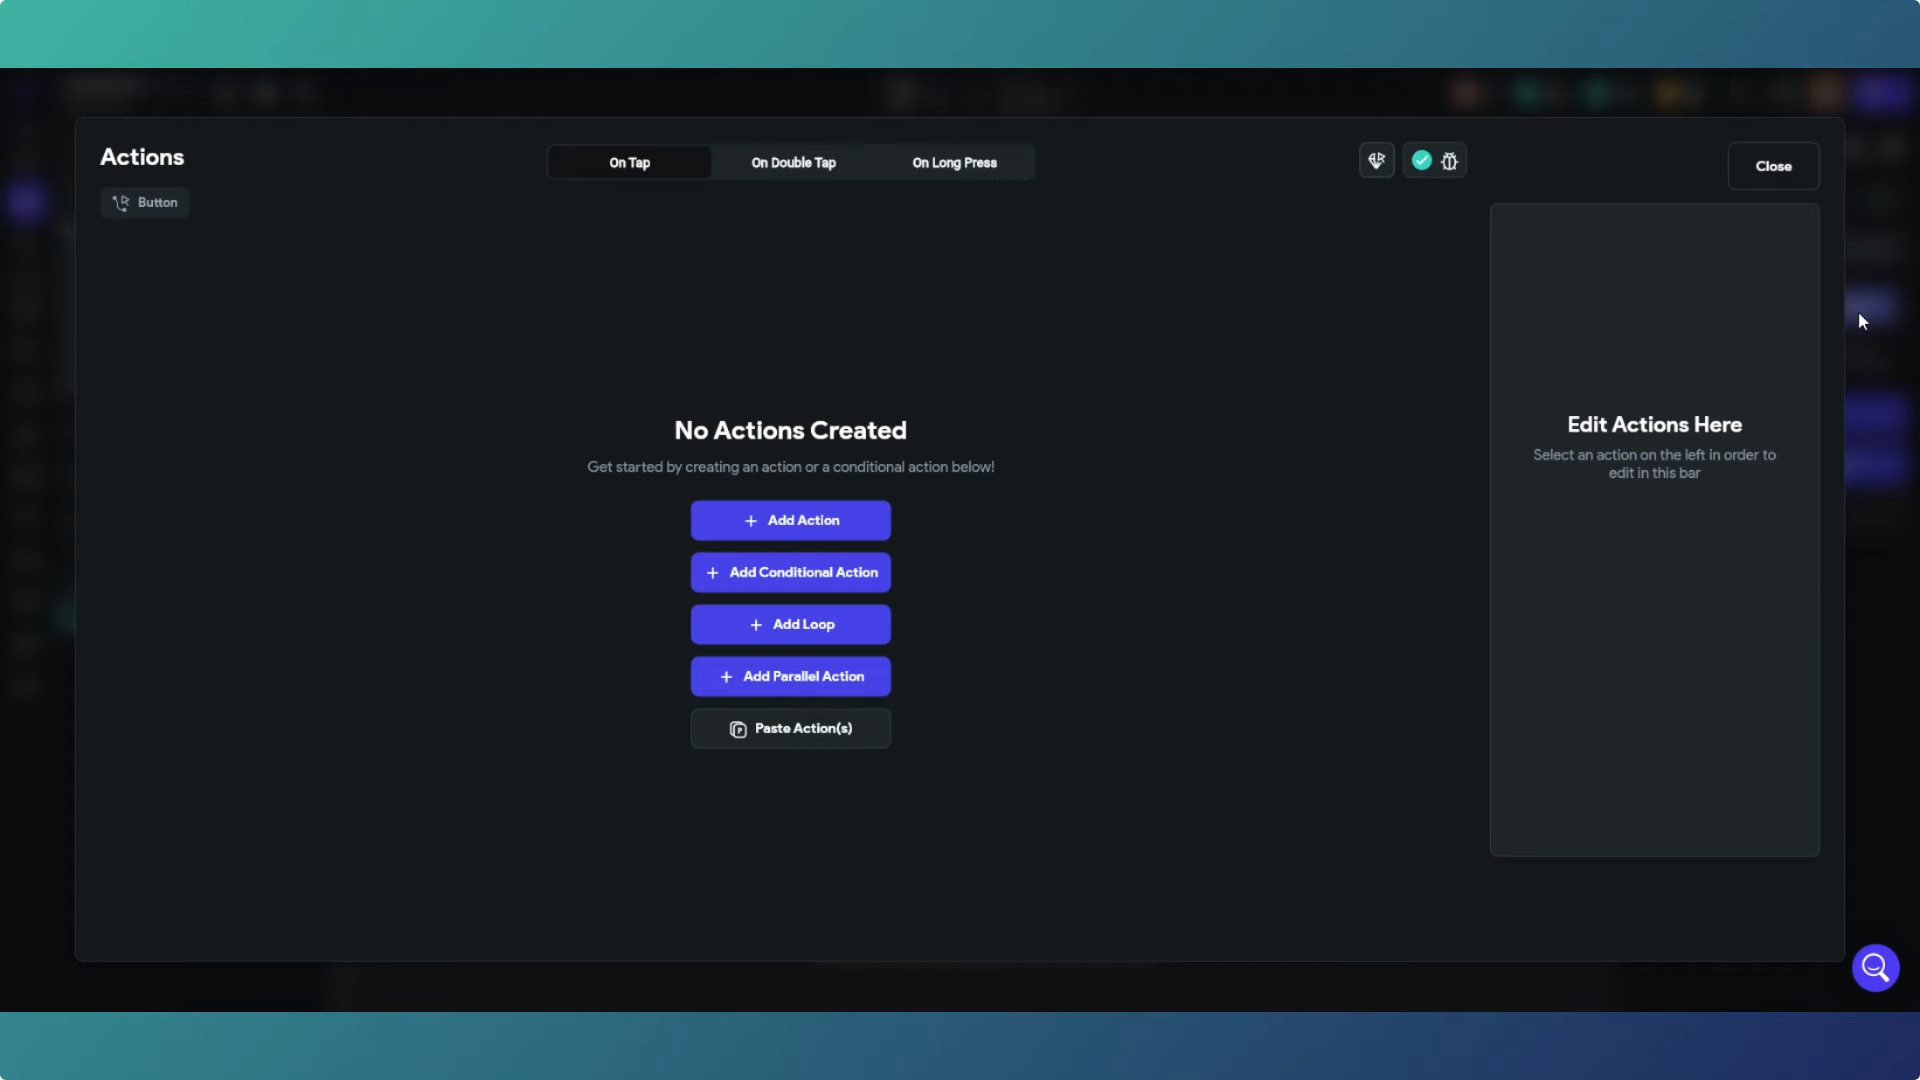 Actions
On Tap
On Double Tap
On Long Press
Close
Button
No Actions Created
Get started by creating an action or a conditional action below!
+ Add Action
+ Add Conditional Action
+ Add Loop
+ Add Parallel Action
Paste Action(s)
Edit Actions Here
Select an action on the left in order to
edit in this bar